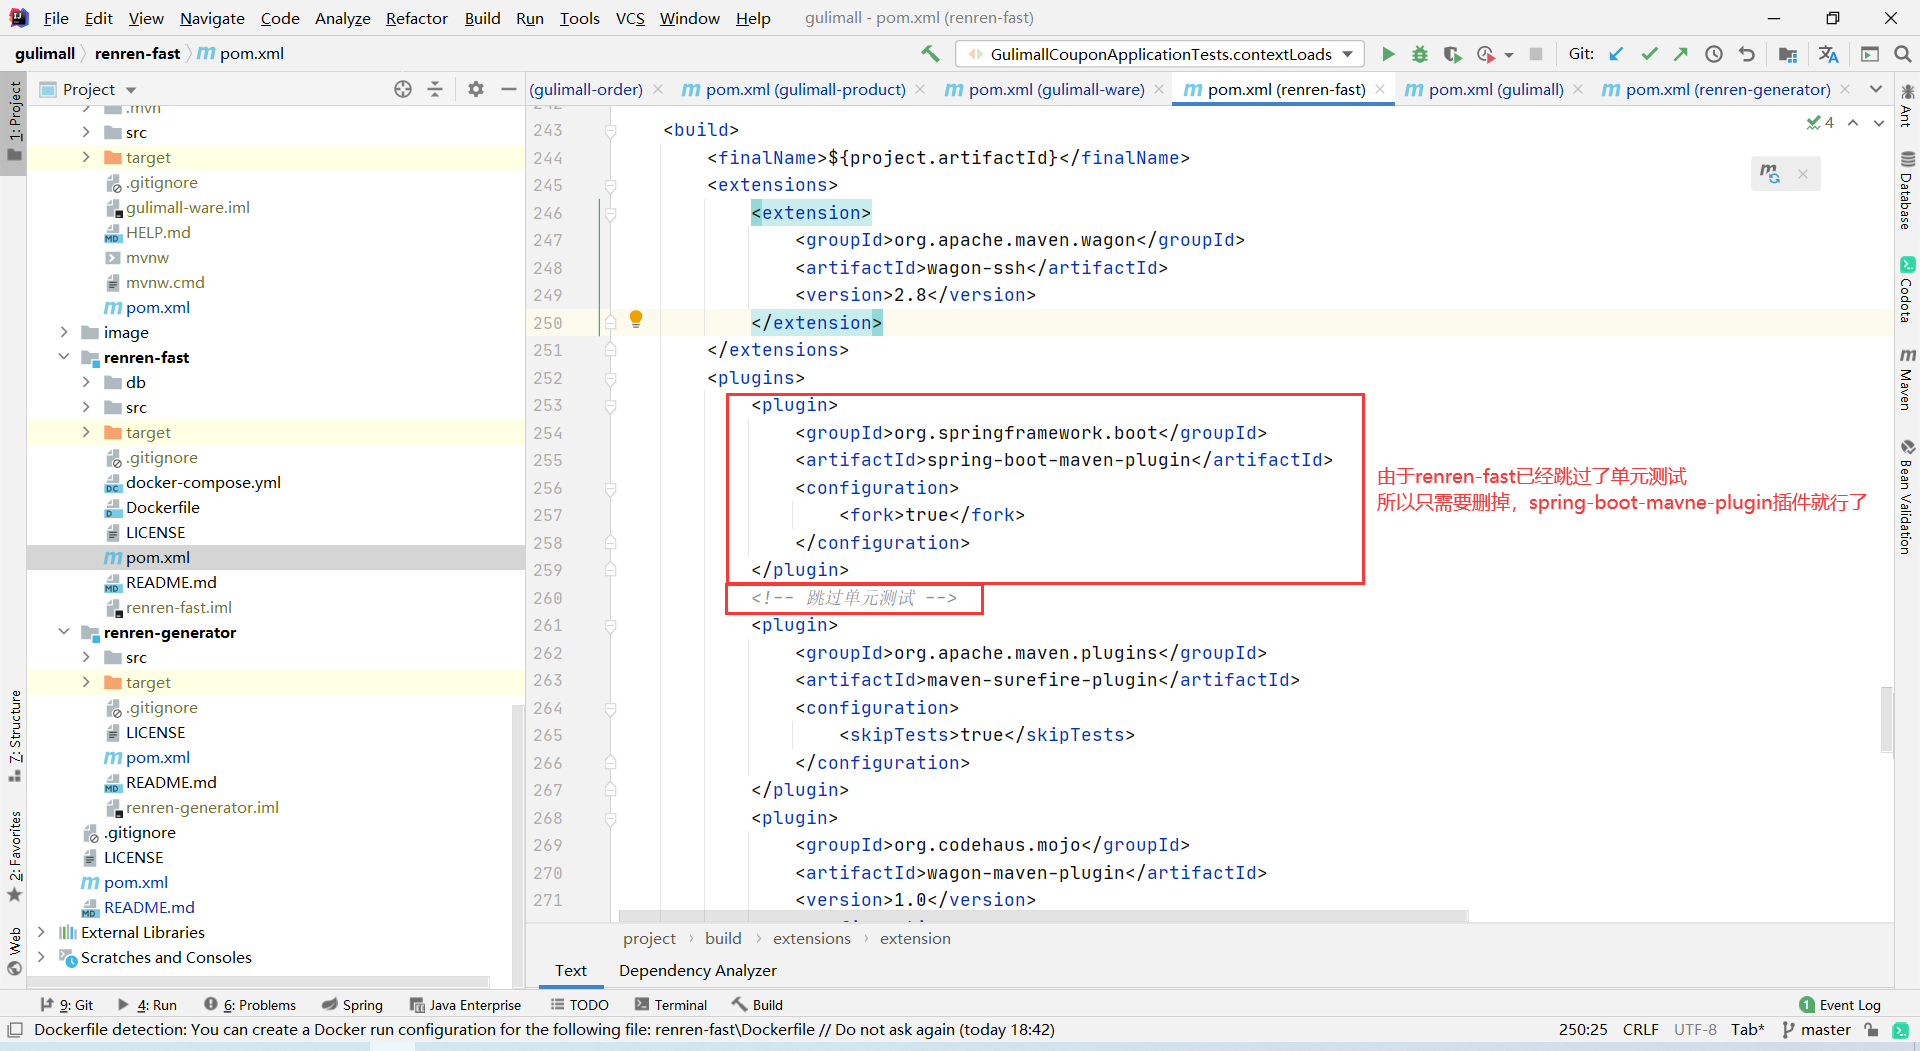 File Edit View Navigate Code Analyze Refactor Build Run Tools VCS Window Help gulimall - pom.xml (renren-fast)
gulimall renren-fast pom.xml GulimallCouponApplicationTests.contextLoads Git:
Project (gulimall-order) pom.xml (gulimall-product) pom.xml (gulimall-ware) pom.xml (renren-fast) pom.xml (gulimall) pom.xml (renren-generator)
1: Project
7: Structure
2: Favorites
Web
.mvn
src
target
.gitignore
gulimall-ware.iml
HELP.md
mvnw
mvnw.cmd
pom.xml
image
renren-fast
db
src
target
.gitignore
docker-compose.yml
Dockerfile
LICENSE
pom.xml
README.md
renren-fast.iml
renren-generator
src
target
.gitignore
LICENSE
pom.xml
README.md
renren-generator.iml
.gitignore
LICENSE
pom.xml
README.md
External Libraries
Scratches and Consoles
242
243 <build>
244 <finalName>${project.artifactId}</finalName>
245 <extensions>
246 <extension>
247 <groupId>org.apache.maven.wagon</groupId>
248 <artifactId>wagon-ssh</artifactId>
249 <version>2.8</version>
250 </extension>
251 </extensions>
252 <plugins>
253 <plugin>
254 <groupId>org.springframework.boot</groupId>
255 <artifactId>spring-boot-maven-plugin</artifactId>
256 <configuration>
257 <fork>true</fork>
258 </configuration>
259 </plugin>
260 <!-- 跳过单元测试 -->
261 <plugin>
262 <groupId>org.apache.maven.plugins</groupId>
263 <artifactId>maven-surefire-plugin</artifactId>
264 <configuration>
265 <skipTests>true</skipTests>
266 </configuration>
267 </plugin>
268 <plugin>
269 <groupId>org.codehaus.mojo</groupId>
270 <artifactId>wagon-maven-plugin</artifactId>
271 <version>1.0</version>
4
由于renren-fast已经跳过了单元测试
所以只需要删掉，spring-boot-mavne-plugin插件就行了
Ant
Database
Codota
Maven
Bean Validation
project build extensions extension
Text Dependency Analyzer
9: Git 4: Run 6: Problems Spring Java Enterprise TODO Terminal Build 1 Event Log
Dockerfile detection: You can create a Docker run configuration for the following file: renren-fast\Dockerfile // Do not ask again (today 18:42) 250:25 CRLF UTF-8 Tab* master